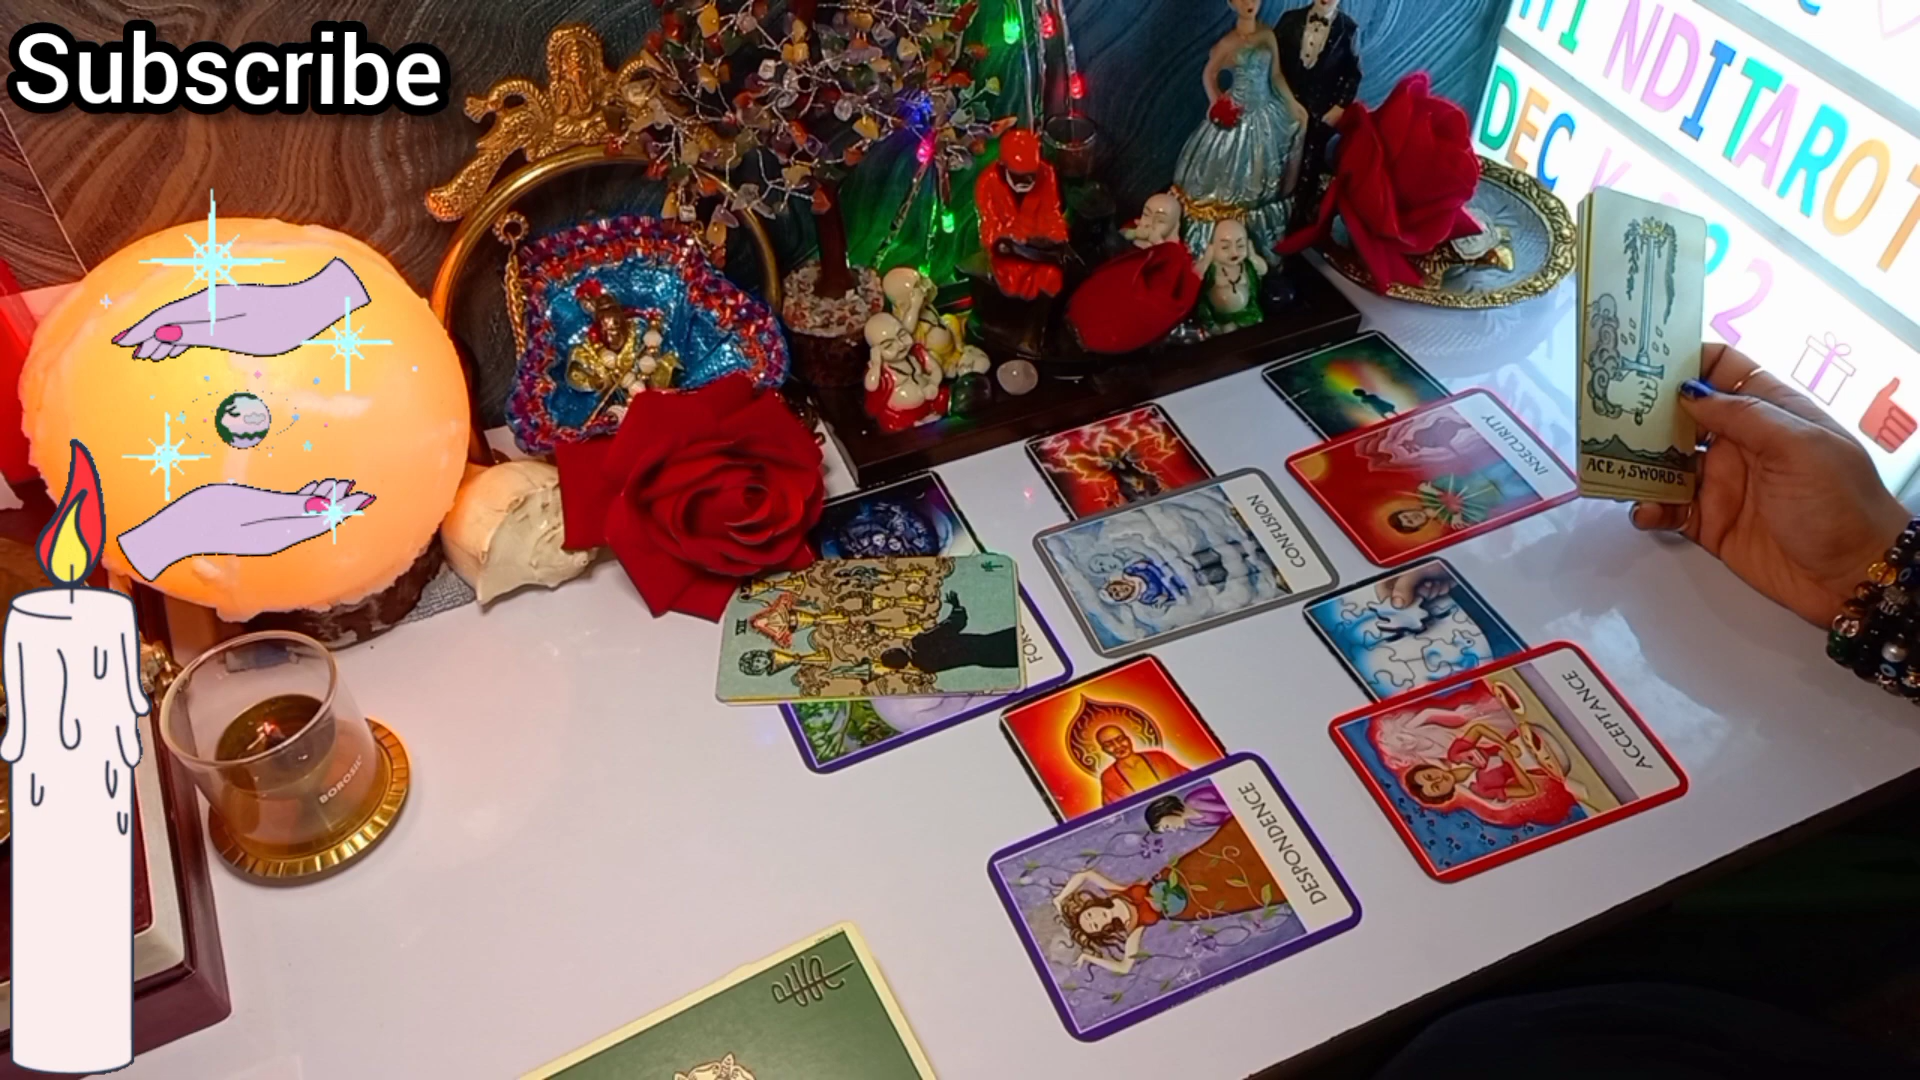 Subscribe
NDITAROT
DEC
ACE of SWORDS.
INSECURITY
CONFUSION
ACCEPTANCE
DESPONDENCE
BOROSIL